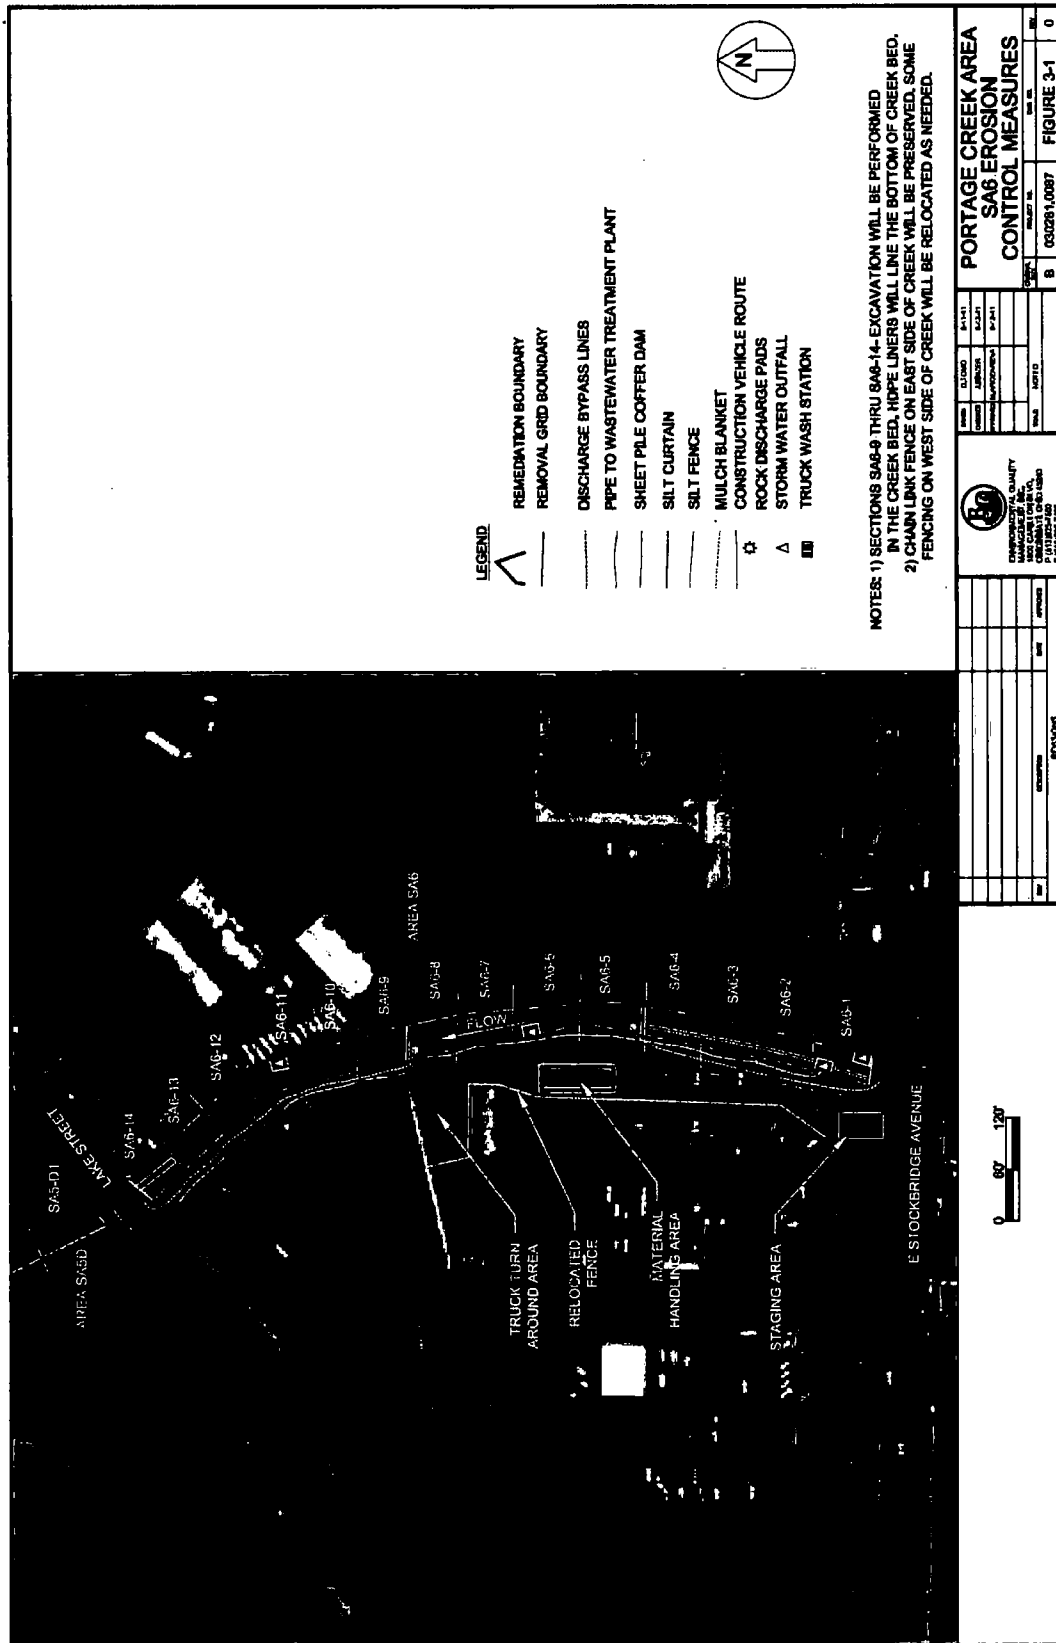 SA5-D1
AREA SA5D
LAKE STREET
SA6-14
SA6-13
SA6-12
SA6-11
SA6-10
SA6-9
AREA SA6
SA6-8
SA6-7
FLOW
SA6-6
SA6-5
SA6-4
SA6-3
SA6-2
SA6-1
TRUCK TURN
AROUND AREA
RELOCATED
FENCE
MATERIAL
HANDLING AREA
STAGING AREA
E STOCKBRIDGE AVENUE
0 60' 120'
LEGEND
REMEDIATION BOUNDARY
REMOVAL GRID BOUNDARY
DISCHARGE BYPASS LINES
PIPE TO WASTEWATER TREATMENT PLANT
SHEET PILE COFFER DAM
SILT CURTAIN
SILT FENCE
MULCH BLANKET
CONSTRUCTION VEHICLE ROUTE
ROCK DISCHARGE PADS
STORM WATER OUTFALL
TRUCK WASH STATION
N
NOTES: 1) SECTIONS SA6-9 THRU SA6-14- EXCAVATION WILL BE PERFORMED
IN THE CREEK BED. HDPE LINERS WILL LINE THE BOTTOM OF CREEK BED.
2) CHAIN LINK FENCE ON EAST SIDE OF CREEK WILL BE PRESERVED. SOME
FENCING ON WEST SIDE OF CREEK WILL BE RELOCATED AS NEEDED.
REVISIONS
ENVIRONMENTAL QUALITY
MANAGEMENT, INC.
PORTAGE CREEK AREA
SA6 EROSION
CONTROL MEASURES
B 030281.0087 FIGURE 3-1 0